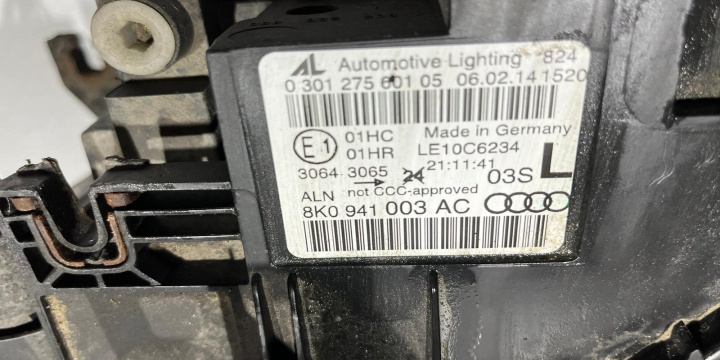 AL Automotive Lighting 824
0 301 275 601 05 06.02.14 1520
E1 01HC Made in Germany
01HR LE10C6234
3064 3065 24 21:11:41
→ 03S L
ALN not CCC-approved
8K0 941 003 AC